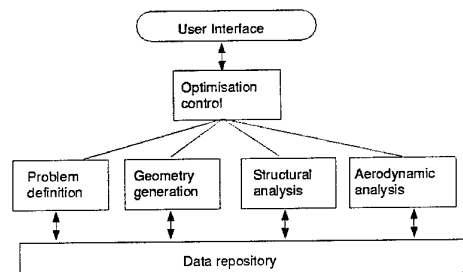 User Interface
Optimisation
control
Problem
definition
Geometry
generation
Structural
analysis
Aerodynamic
analysis
Data repository